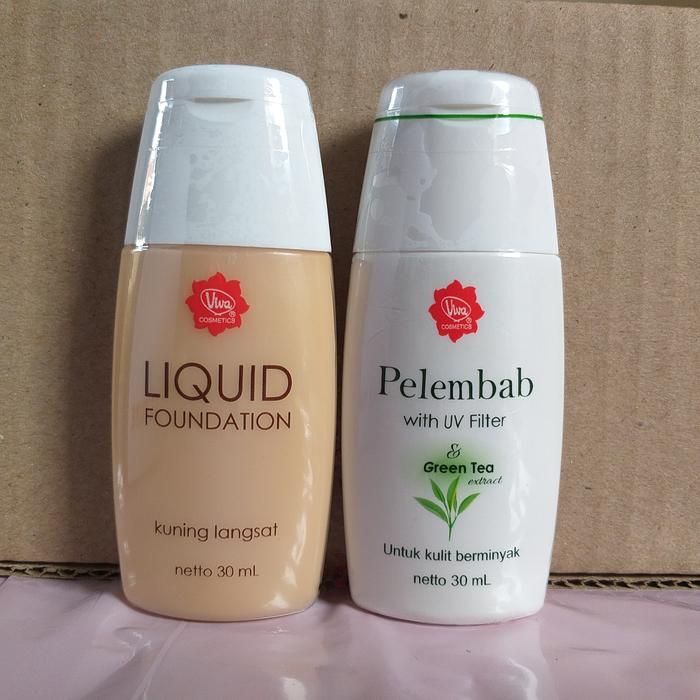 Viva®
COSMETICS
LIQUID
FOUNDATION
kuning langsat
netto 30 mL
Viva®
COSMETICS
Pelembab
with UV Filter
&
Green Tea
extract
Untuk kulit berminyak
netto 30 mL